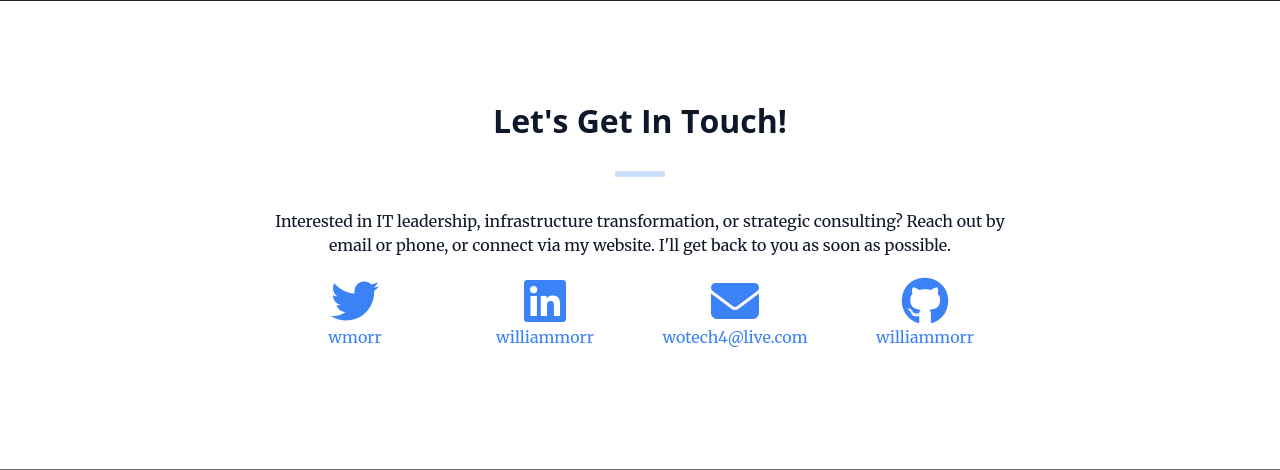 Let's Get In Touch!
Interested in IT leadership, infrastructure transformation, or strategic consulting? Reach out by
email or phone, or connect via my website. I'll get back to you as soon as possible.
wmorr
williammorr
wotech4@live.com
williammorr